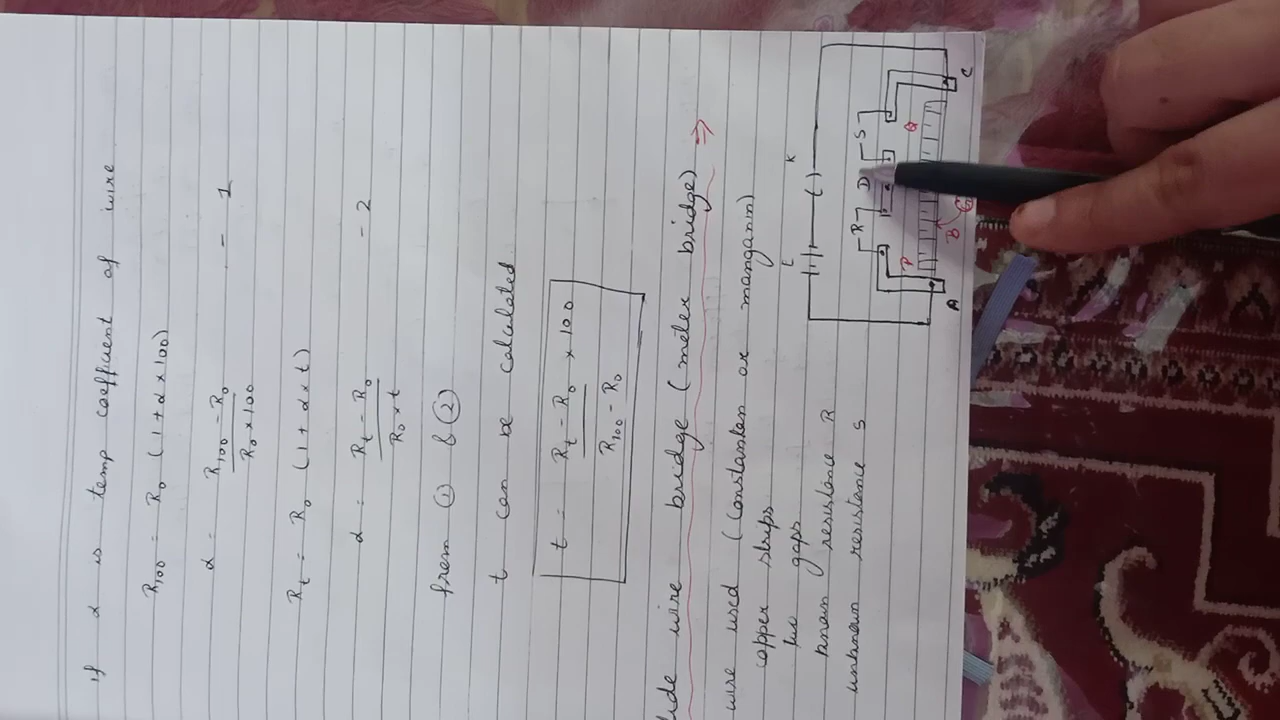 if α is temp coefficient of wire
R₁₀₀ = R₀ (1 + α × 100)
α = R₁₀₀ - R₀ / R₀ × 100 - 1
Rt = R₀ (1 + α × t)
α = Rt - R₀ / R₀ × t - 2
from ① & ②
t can be calculated
t = Rt - R₀ / R₁₀₀ - R₀ × 100
lide wire bridge (meter bridge) ⇒
wire used (constantan or manganin)
copper strips
two gaps
known resistance R
unknown resistance S
E K
R D S
P Q
B G
A C